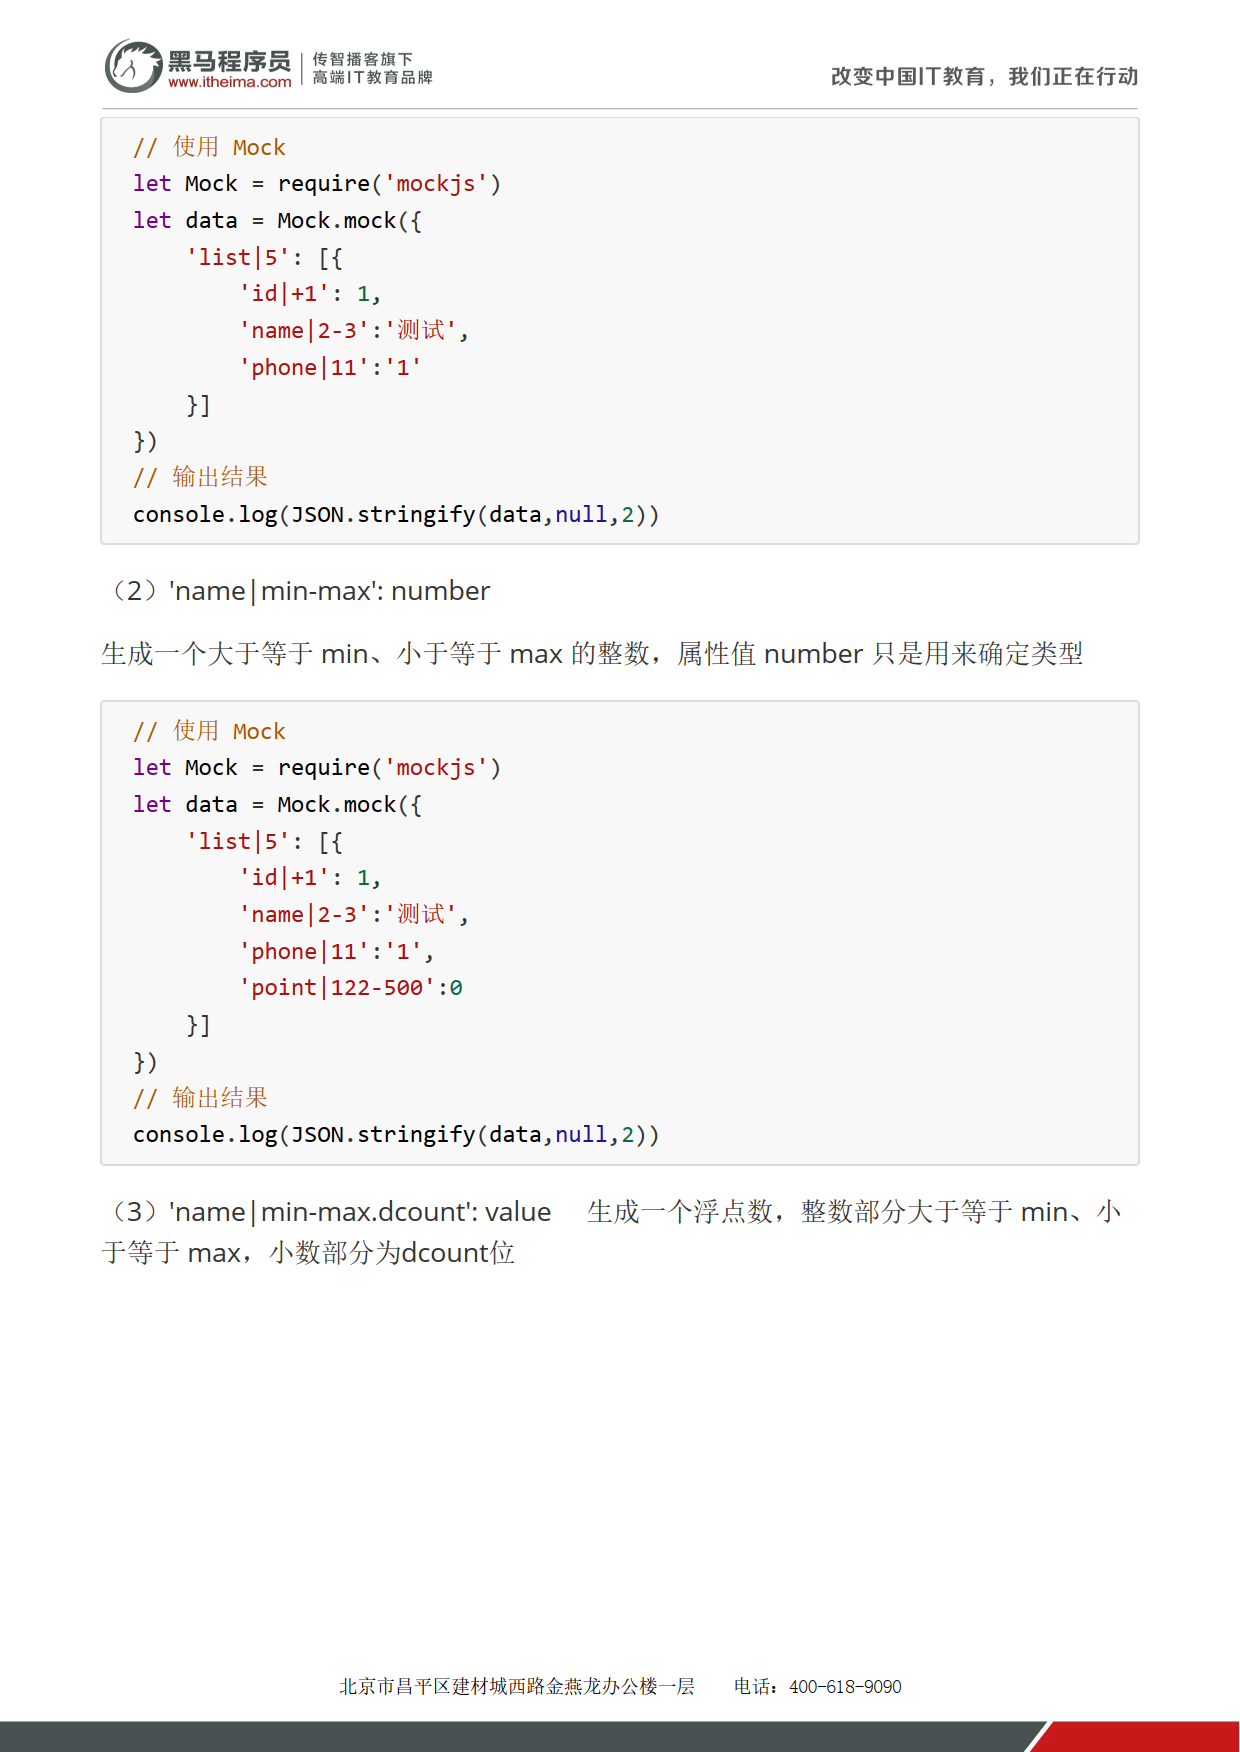 黑马程序员 传智播客旗下
www.itheima.com 高端IT教育品牌
改变中国IT教育，我们正在行动
// 使用 Mock
let Mock = require('mockjs')
let data = Mock.mock({
    'list|5': [{
        'id|+1': 1,
        'name|2-3':'测试',
        'phone|11':'1'
    }]
})
// 输出结果
console.log(JSON.stringify(data,null,2))
（2）'name|min-max': number
生成一个大于等于 min、小于等于 max 的整数，属性值 number 只是用来确定类型
// 使用 Mock
let Mock = require('mockjs')
let data = Mock.mock({
    'list|5': [{
        'id|+1': 1,
        'name|2-3':'测试',
        'phone|11':'1',
        'point|122-500':0
    }]
})
// 输出结果
console.log(JSON.stringify(data,null,2))
（3）'name|min-max.dcount': value 生成一个浮点数，整数部分大于等于 min、小
于等于 max，小数部分为dcount位
北京市昌平区建材城西路金燕龙办公楼一层 电话：400-618-9090